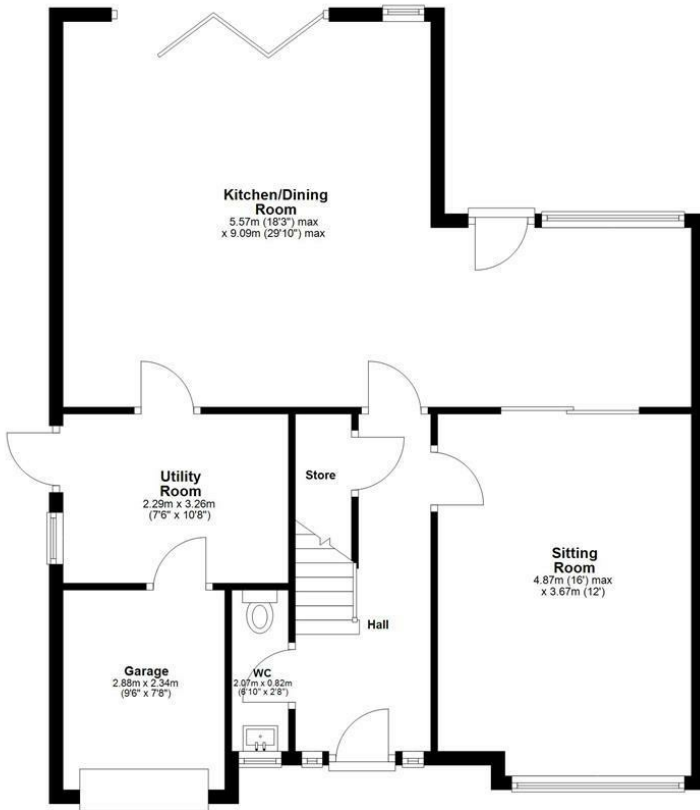 Kitchen/Dining
Room
5.57m (18'3") max
x 9.09m (29'10") max
Utility
Room
2.29m x 3.26m
(7'6" x 10'8")
Store
Sitting
Room
4.87m (16') max
x 3.67m (12')
Hall
Garage
2.88m x 2.34m
(9'6" x 7'8")
WC
2.07m x 0.82m
(6'10" x 2'8")